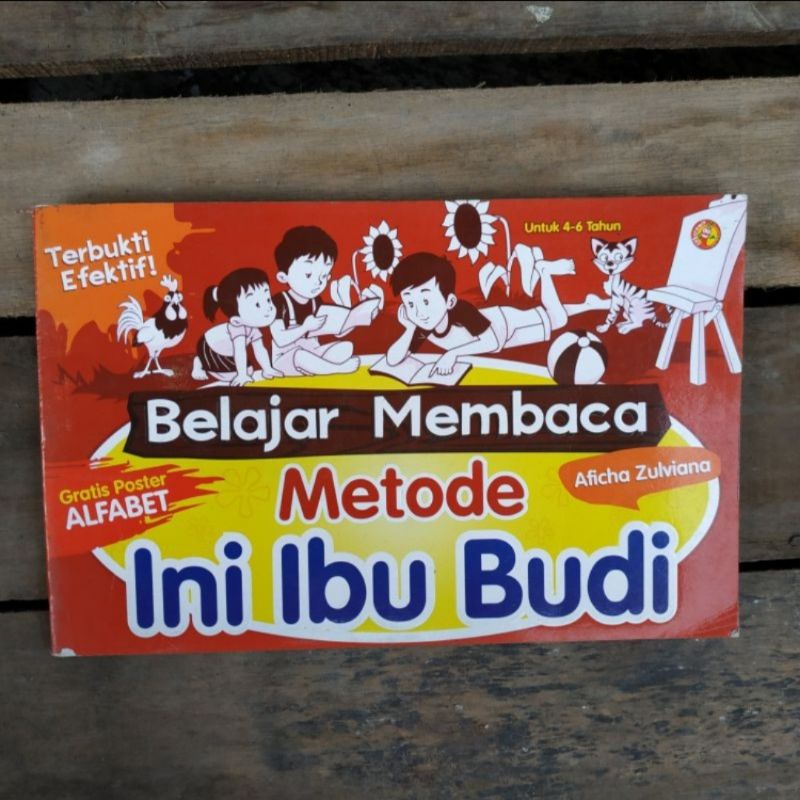 Terbukti
Efektif!
Untuk 4-6 Tahun
Belajar Membaca
Metode
Aficha Zulviana
Gratis Poster
ALFABET
Ini Ibu Budi